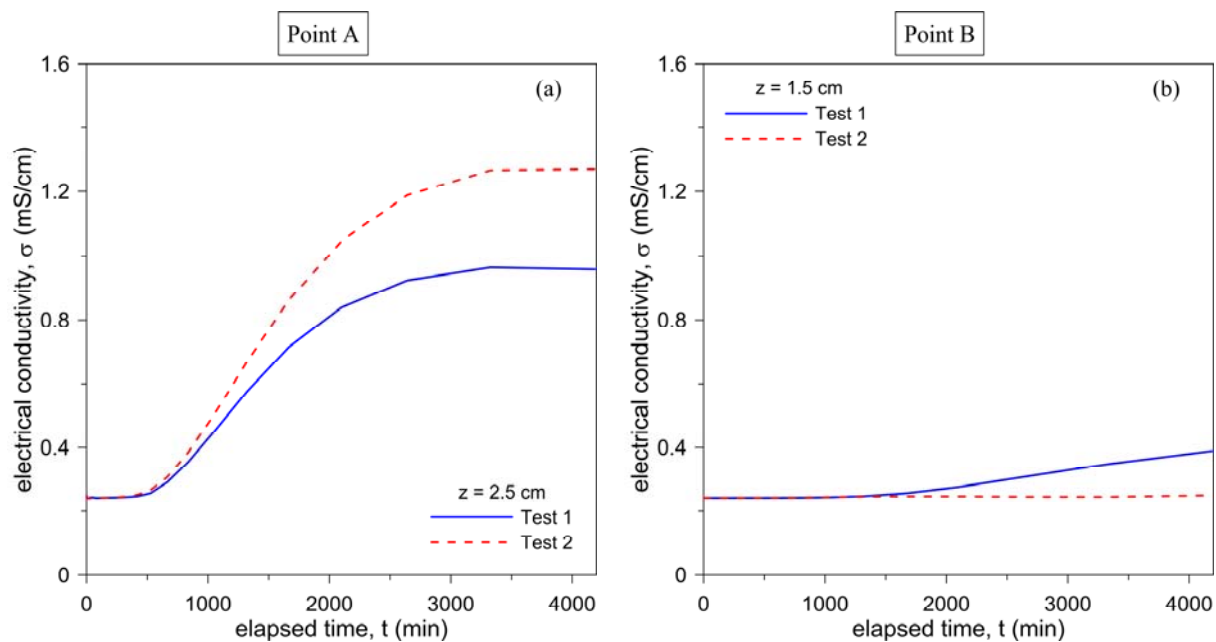 Point A
1.6
1.2
0.8
0.4
0
electrical conductivity, σ (mS/cm)
(a)
z = 2.5 cm
Test 1
Test 2
0 1000 2000 3000 4000
elapsed time, t (min)
Point B
1.6
1.2
0.8
0.4
0
electrical conductivity, σ (mS/cm)
z = 1.5 cm
Test 1
Test 2
(b)
0 1000 2000 3000 4000
elapsed time, t (min)